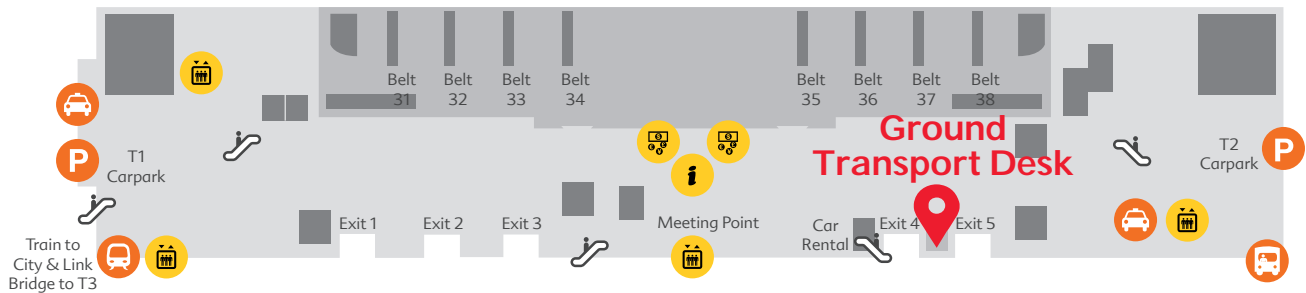 Belt
31
Belt
32
Belt
33
Belt
34
Belt
35
Belt
36
Belt
37
Belt
38
Ground
Transport Desk
P
T1
Carpark
i
T2
Carpark
P
Exit 1
Exit 2
Exit 3
Meeting Point
Car
Rental
Exit 4
Exit 5
Train to
City & Link
Bridge to T3